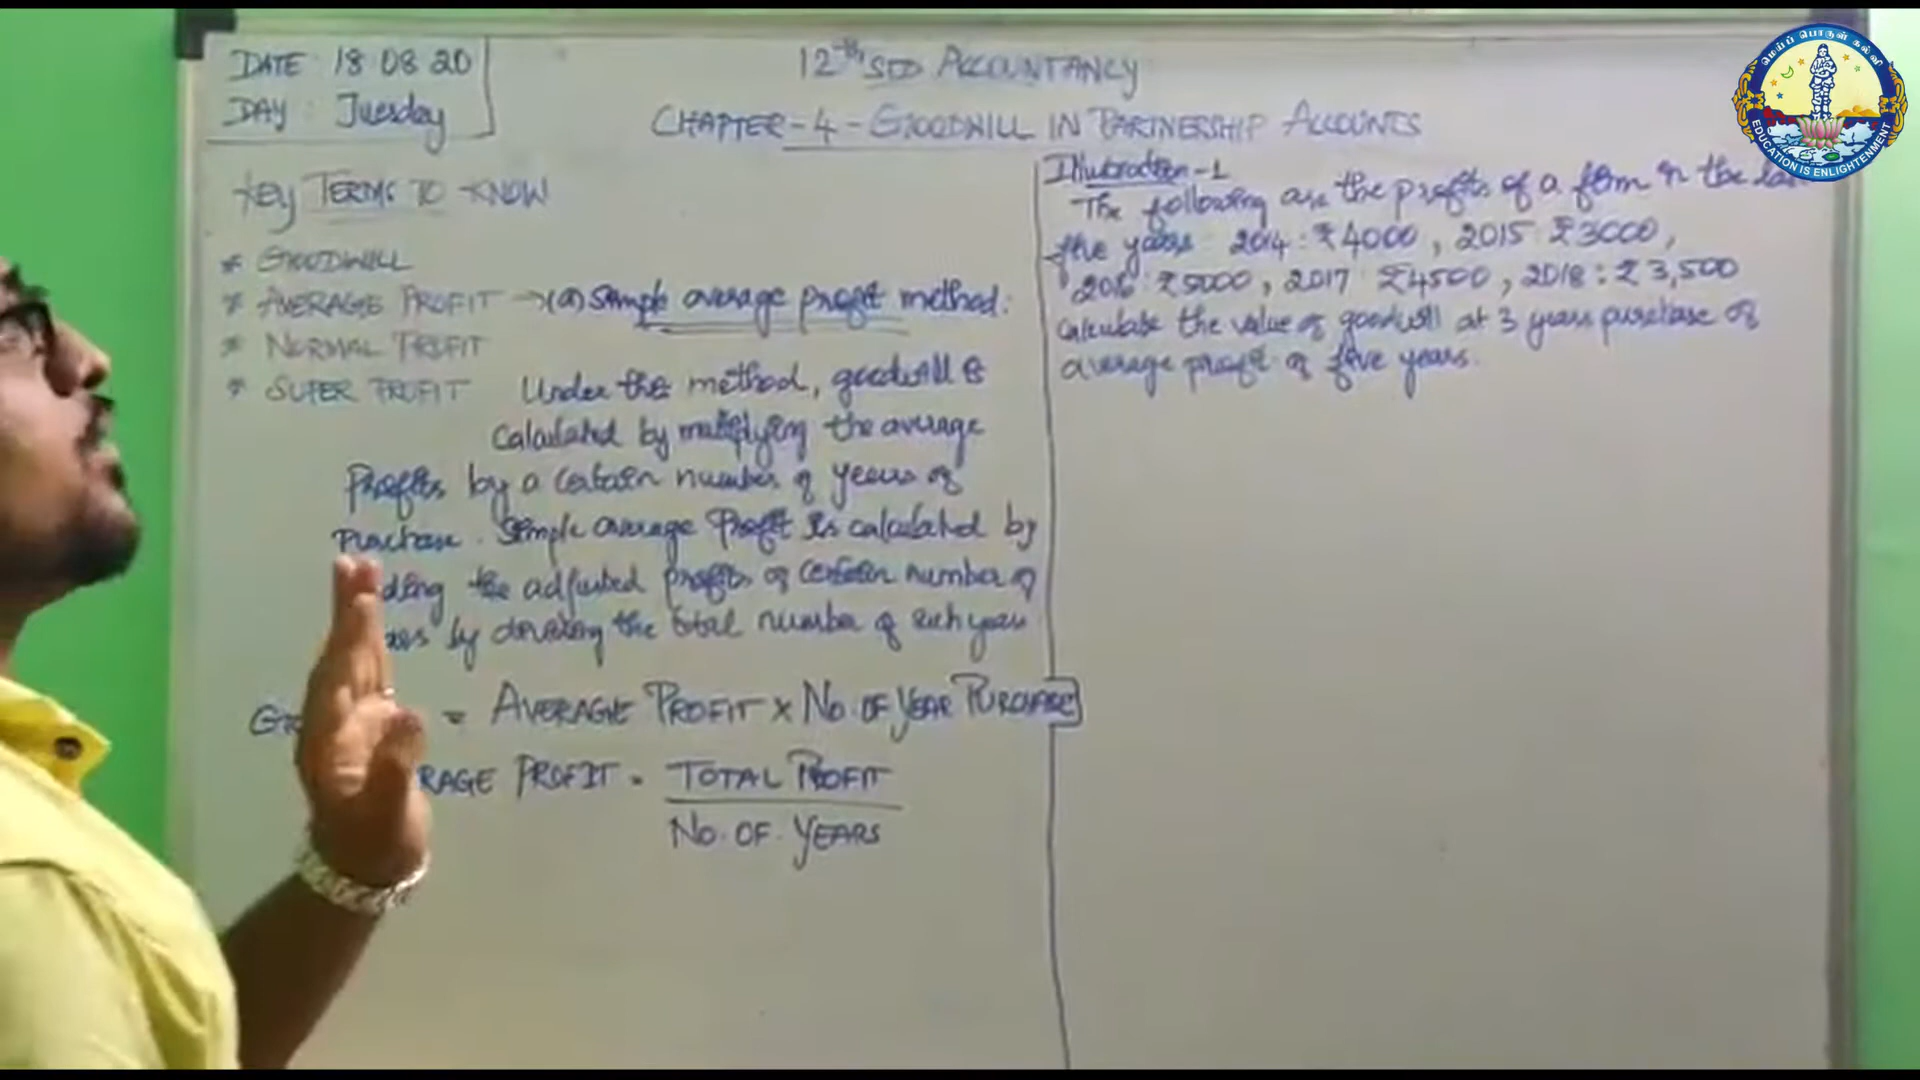 DATE : 18.08.20
DAY : Tuesday
12th STD ACCOUNTANCY
CHAPTER-4-GOODWILL IN PARTNERSHIP ACCOUNTS
KEY TERMS TO KNOW
* GOODWILL
* AVERAGE PROFIT → (a) Simple average profit method:
* NORMAL PROFIT
* SUPER PROFIT
Under this method, goodwill is
calculated by multiplying the average
Profits by a certain number of years of
Purchase. Simple average Profit is calculated by
ding the adjusted profits of certain number of
by dividing the total number of such years
= AVERAGE PROFIT × NO. OF YEAR PURCHASE
RAGE PROFIT = TOTAL PROFIT
NO. OF. YEARS
Illustration-1
The following are the profits of a firm in the
five years: 2014 : ₹4000, 2015 ₹3000,
2016 ₹5000, 2017 ₹4500, 2018 : ₹3,500
Calculate the value of goodwill at 3 years purchase of
average profit of five years.
மெய்ப் பொருள் கல்வி
EDUCATION IS ENLIGHTENMENT